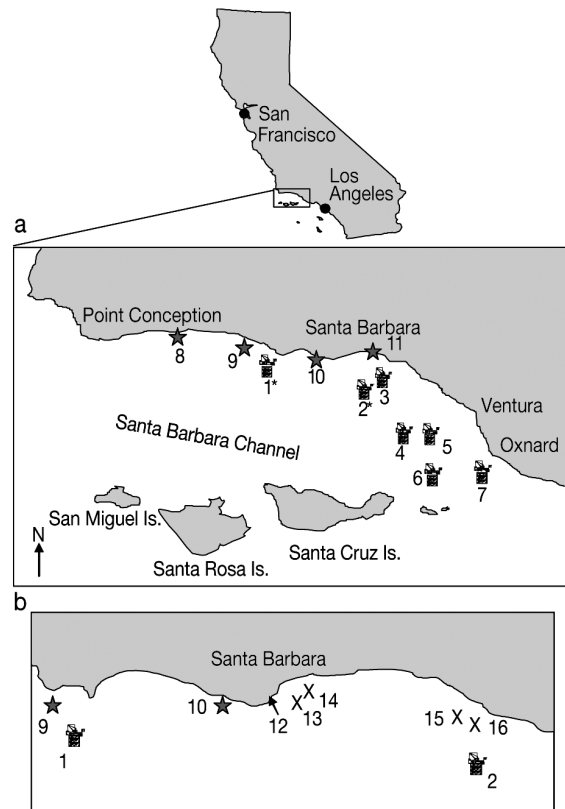 San
Francisco
Los
Angeles
a
Point Conception
Santa Barbara
8
9
1*
10
11
2*
3
4
5
6
7
Ventura
Oxnard
Santa Barbara Channel
San Miguel Is.
Santa Rosa Is.
Santa Cruz Is.
N
b
Santa Barbara
9
1
10
12
13
14
15
16
2
X
X
X
X